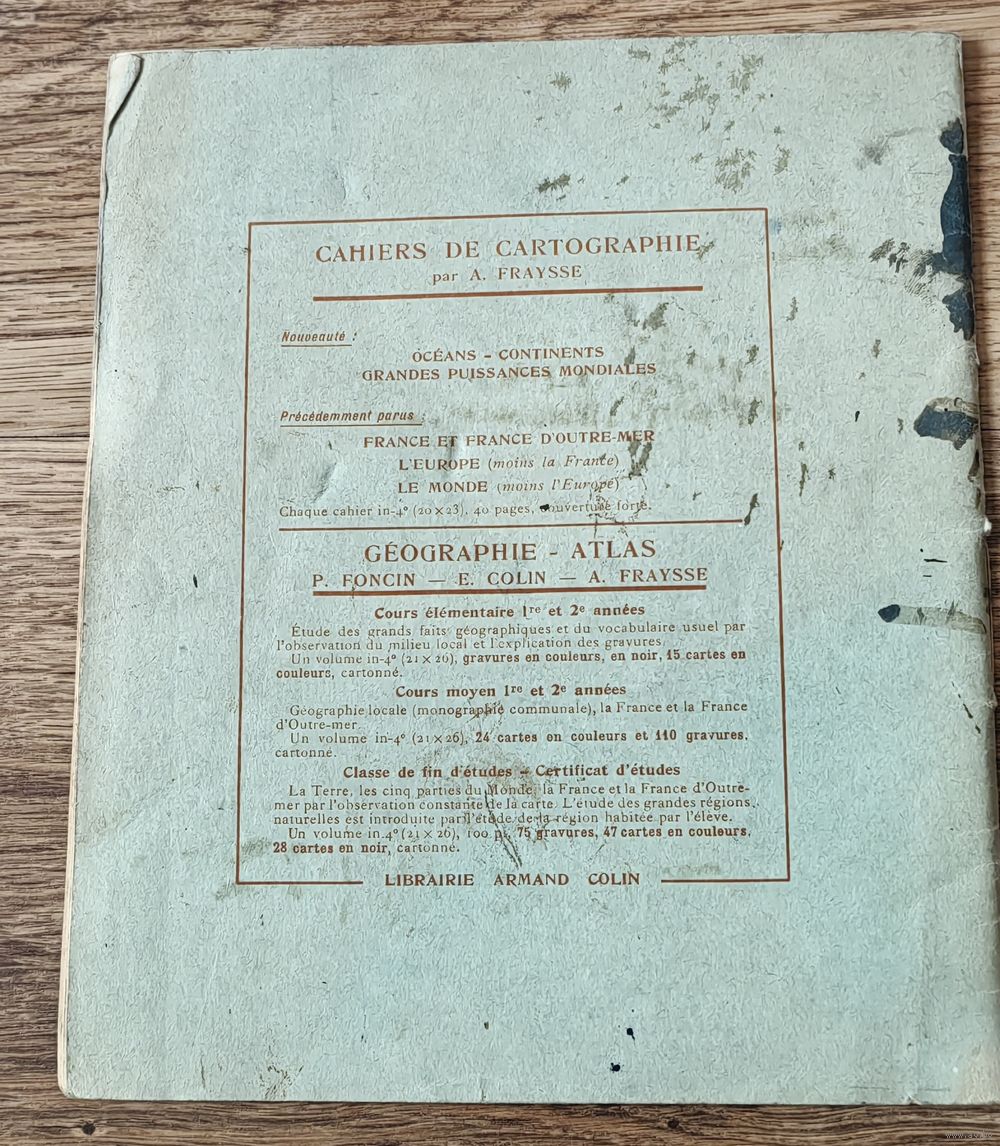 CAHIERS DE CARTOGRAPHIE
par A. FRAYSSE
Nouveauté :
OCÉANS - CONTINENTS
GRANDES PUISSANCES MONDIALES
Précédemment parus :
FRANCE ET FRANCE D'OUTRE-MER
L'EUROPE (moins la France)
LE MONDE (moins l'Europe)
Chaque cahier in-4° (20 × 23), 40 pages, couverture forte.
GÉOGRAPHIE - ATLAS
P. FONCIN — E. COLIN — A. FRAYSSE
Cours élémentaire 1re et 2e années
Étude des grands faits géographiques et du vocabulaire usuel par
l'observation du milieu local et l'explication des gravures
Un volume in-4° (21 × 26), gravures en couleurs, en noir, 15 cartes en
couleurs, cartonné.
Cours moyen 1re et 2e années
Géographie locale (monographie communale), la France et la France
d'Outre-mer
Un volume in-4° (21 × 26), 24 cartes en couleurs et 110 gravures.
cartonné.
Classe de fin d'études - Certificat d'études
La Terre, les cinq parties du Monde, la France et la France d'Outre-
mer par l'observation constante de la carte. L'étude des grandes régions
naturelles est introduite par l'étude de la région habitée par l'élève.
Un volume in-4° (21 × 26), 100 p., 75 gravures, 47 cartes en couleurs,
28 cartes en noir, cartonné.
LIBRAIRIE ARMAND COLIN